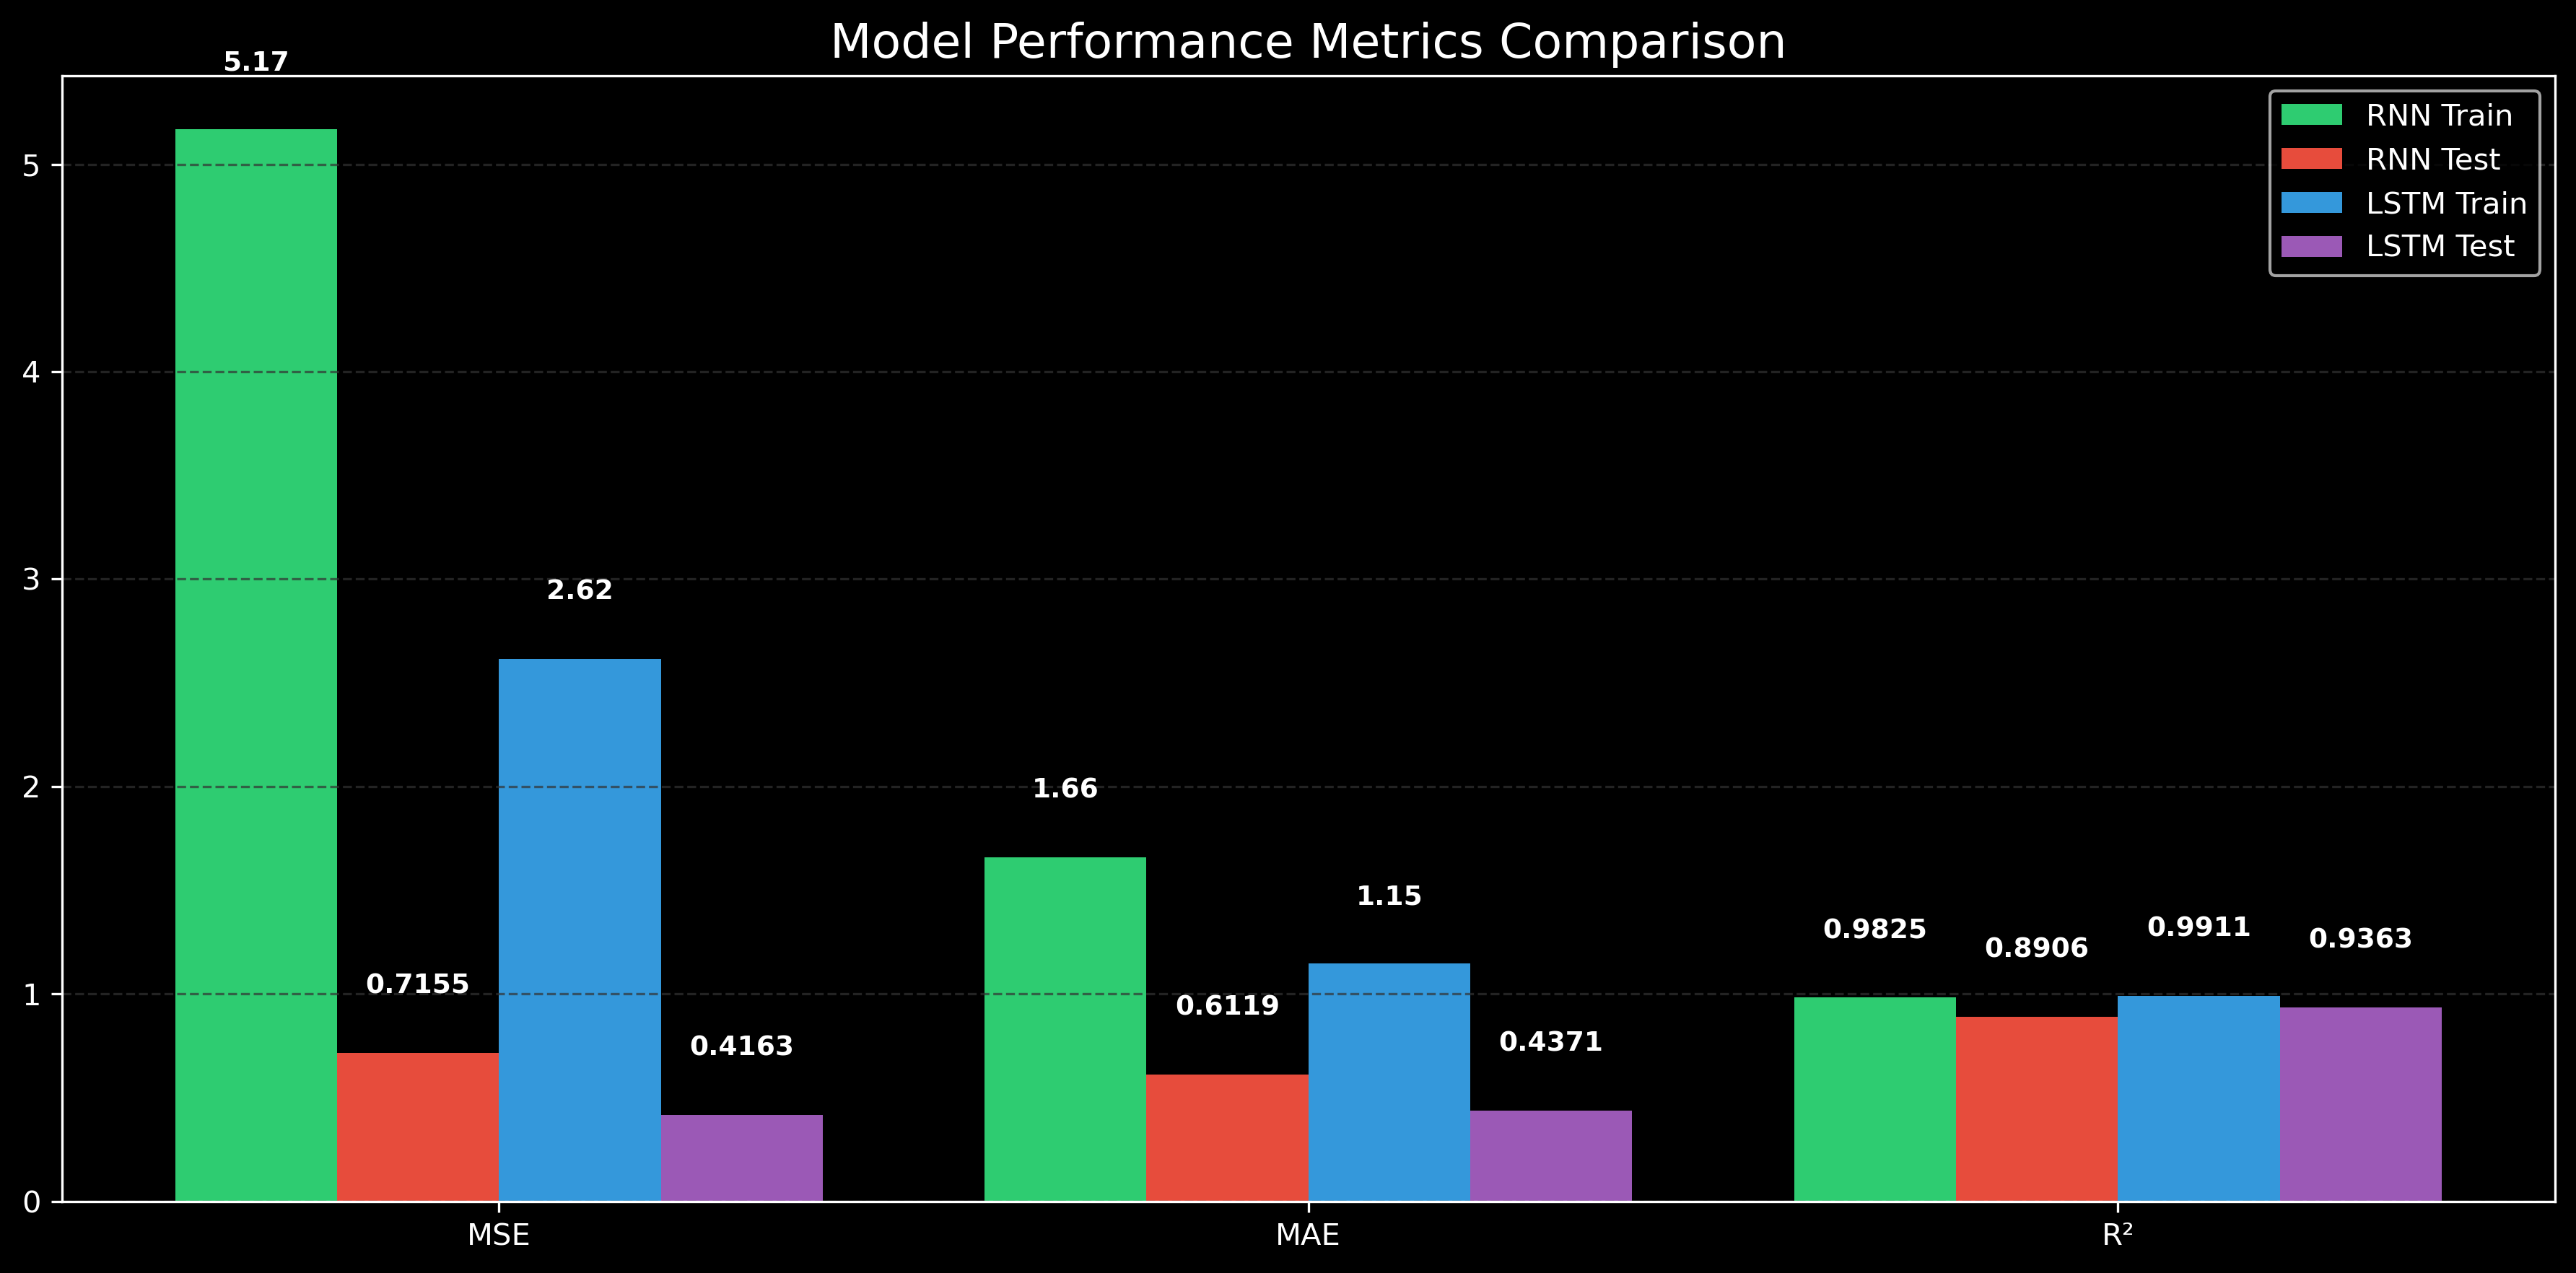 Model Performance Metrics Comparison
5.17
RNN Train
RNN Test
LSTM Train
LSTM Test
5
4
3
2
1
0
2.62
0.7155
0.4163
1.66
0.6119
1.15
0.4371
0.9825
0.8906
0.9911
0.9363
MSE
MAE
R²